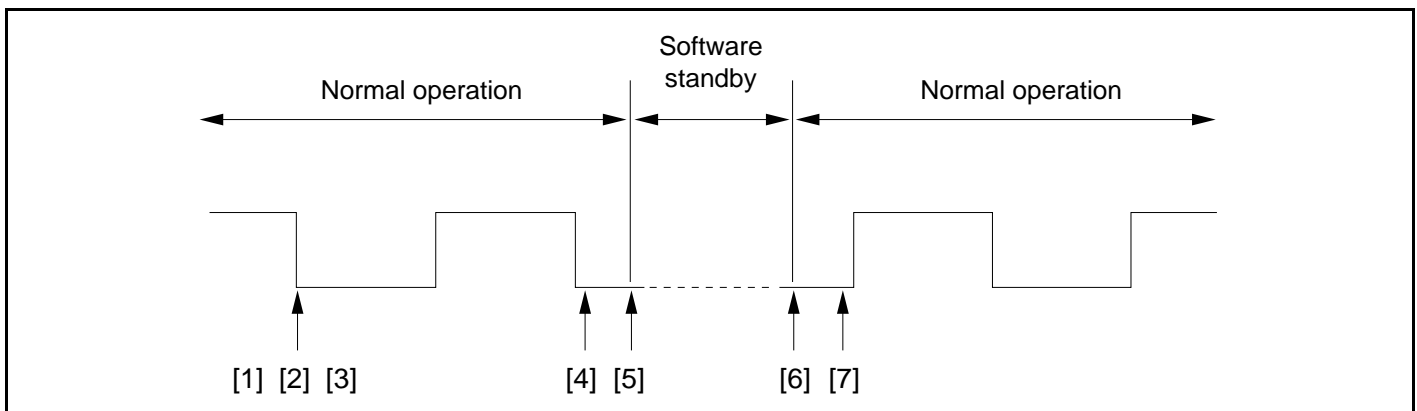 Software
standby
Normal operation
Normal operation
[1] [2] [3]
[4] [5]
[6] [7]